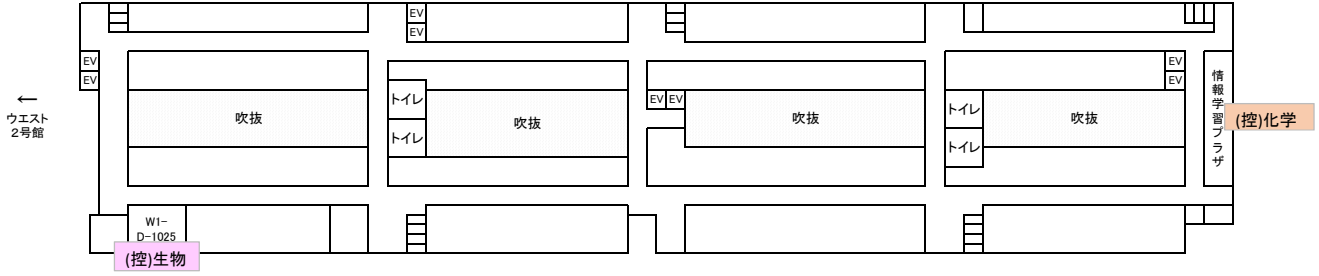 EV
EV
EV
EV
EV
EV
←
ウエスト
2号館
トイレ
トイレ
EV EV
トイレ
トイレ
吹抜
吹抜
吹抜
吹抜
情報学習プラザ
(控)化学
W1-
D-1025
(控)生物